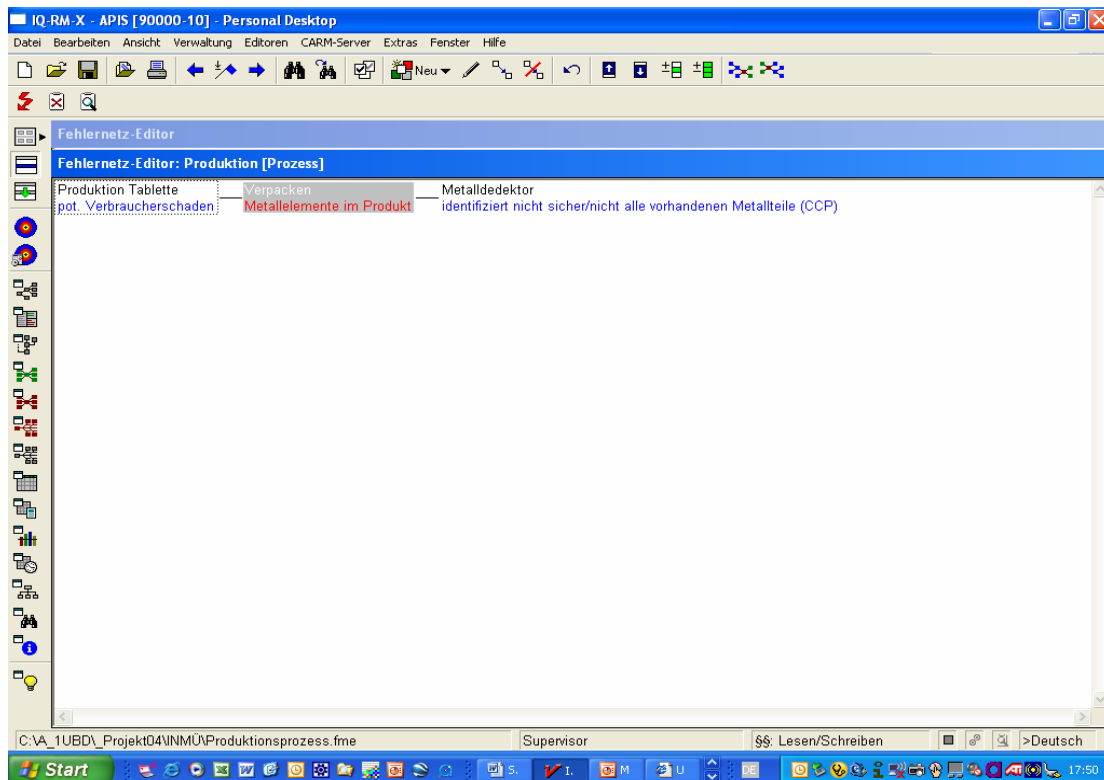 IQ-RM-X - APIS [90000-10] - Personal Desktop
Datei Bearbeiten Ansicht Verwaltung Editoren CARM-Server Extras Fenster Hilfe
Neu
Fehlernetz-Editor
Fehlernetz-Editor: Produktion [Prozess]
Produktion Tablette Verpacken Metalldedektor
pot. Verbraucherschaden Metallelemente im Produkt identifiziert nicht sicher/nicht alle vorhandenen Metallteile (CCP)
C:\A_1UBD\_Projekt04\INMÜ\Produktionsprozess.fme Supervisor §§: Lesen/Schreiben >Deutsch
Start S. I. M U DE 17:50